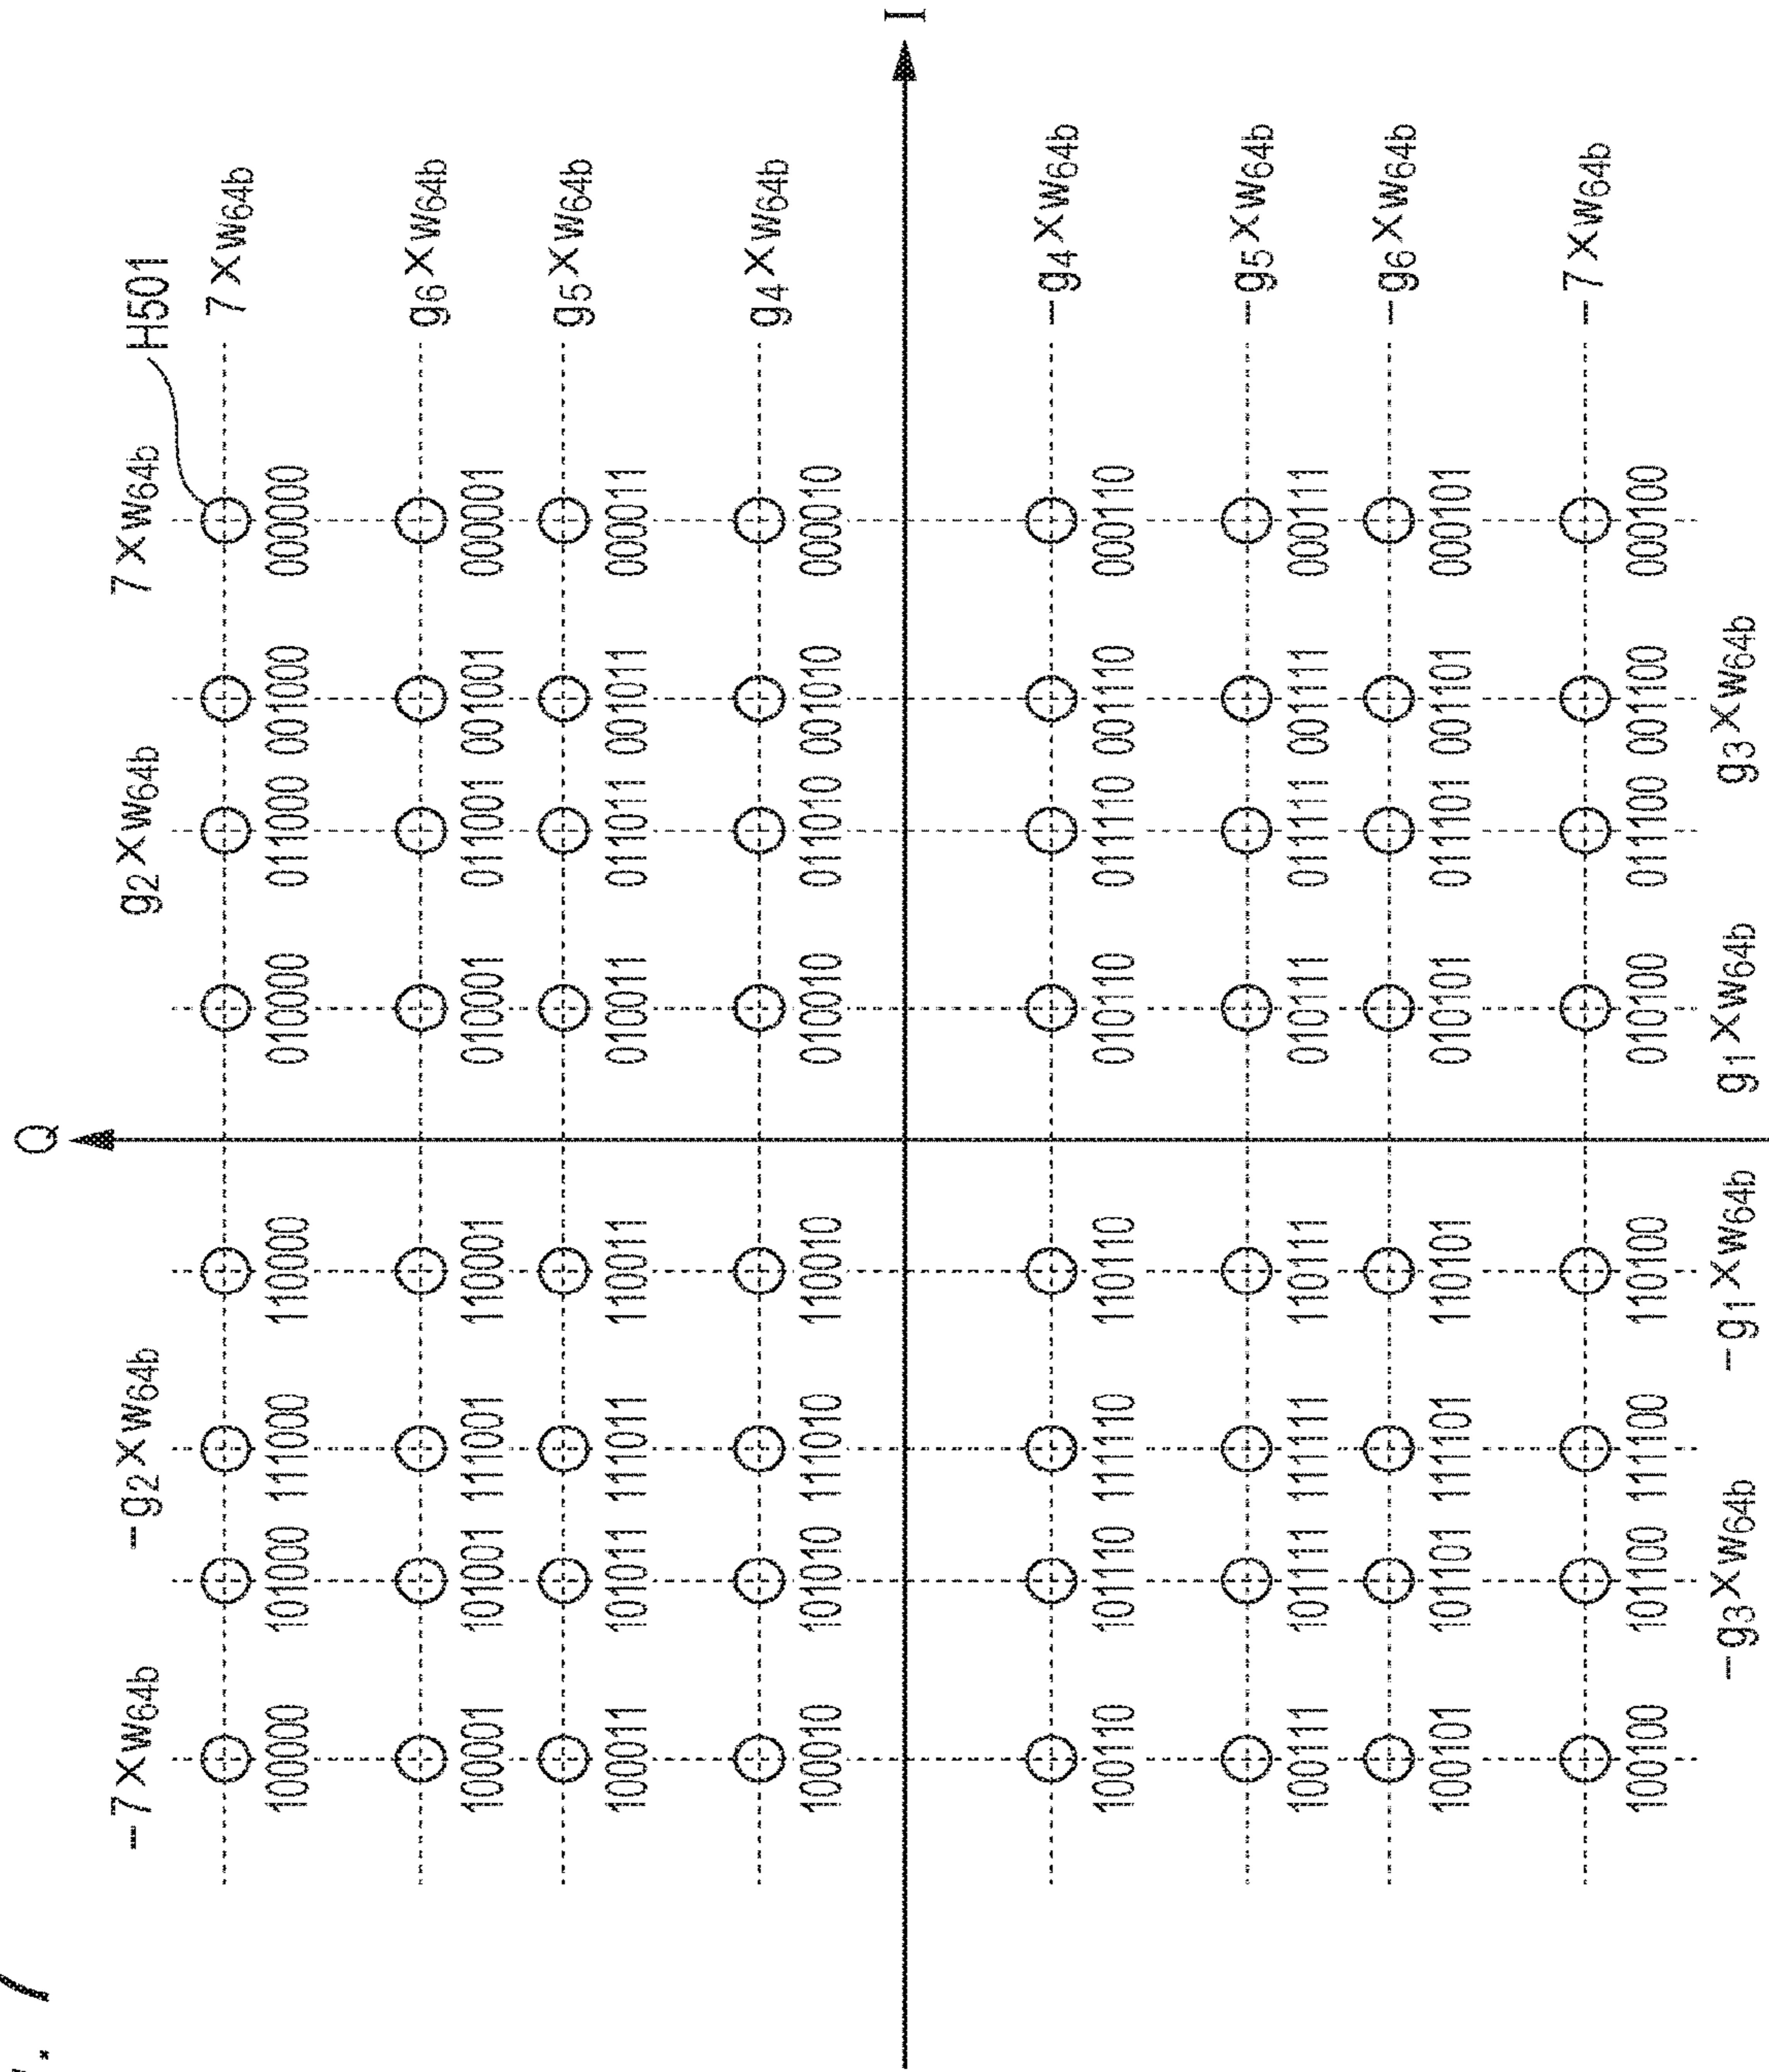 Q
−7×w64b −g2×w64b g2×w64b 7×w64b H501
7×w64b
100000 101000 111000 110000 010000 011000 001000 000000
g6×w64b
100001 101001 111001 110001 010001 011001 001001 000001
g5×w64b
100011 101011 111011 110011 010011 011011 001011 000011
g4×w64b
100010 101010 111010 110010 010010 011010 001010 000010
I
−g4×w64b
100110 101110 111110 110110 010110 011110 001110 000110
−g5×w64b
100111 101111 111111 110111 010111 011111 001111 000111
−g6×w64b
100101 101101 111101 110101 010101 011101 001101 000101
−7×w64b
100100 101100 111100 110100 010100 011100 001100 000100
−g3×w64b −g1×w64b g1×w64b g3×w64b